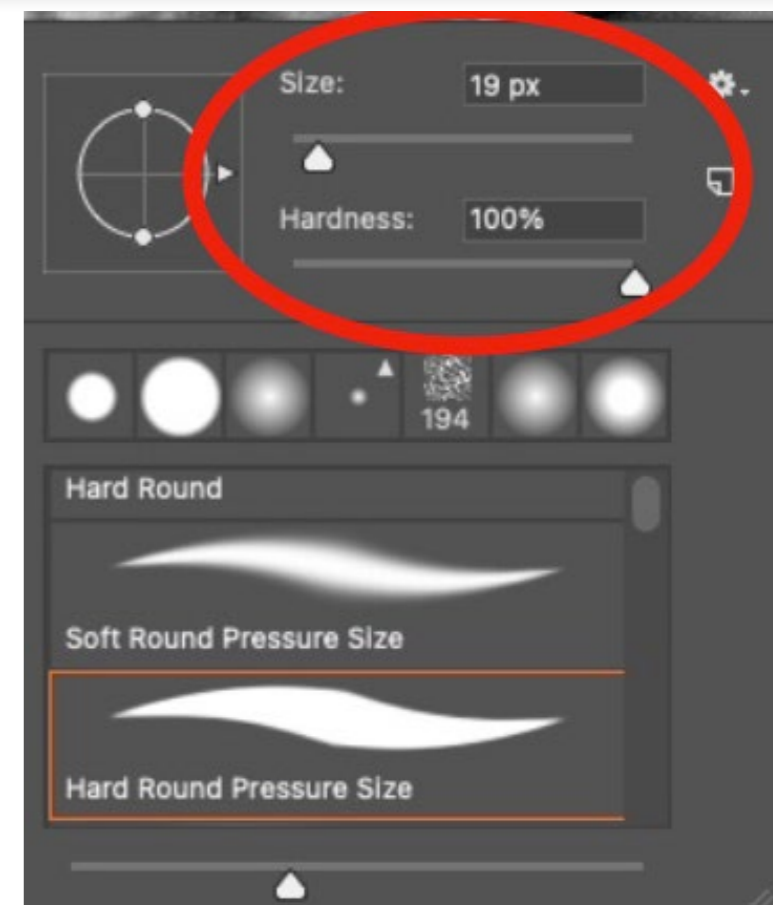 Size: 19 px
Hardness: 100%
194
Hard Round
Soft Round Pressure Size
Hard Round Pressure Size